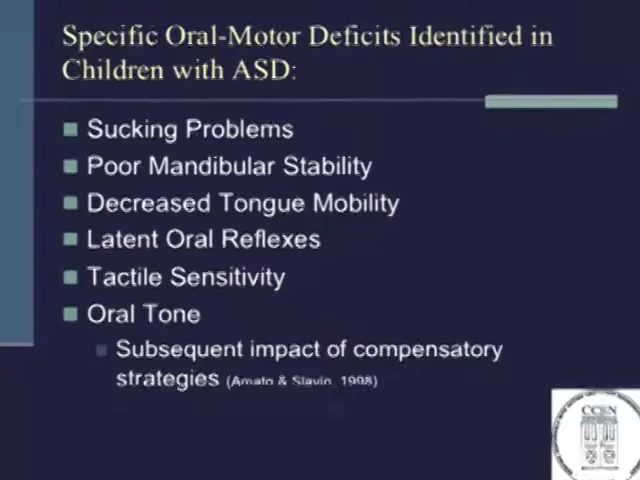 Specific Oral-Motor Deficits Identified in
Children with ASD:
Sucking Problems
Poor Mandibular Stability
Decreased Tongue Mobility
Latent Oral Reflexes
Tactile Sensitivity
Oral Tone
Subsequent impact of compensatory
strategies (Amato & Slavin, 1998)